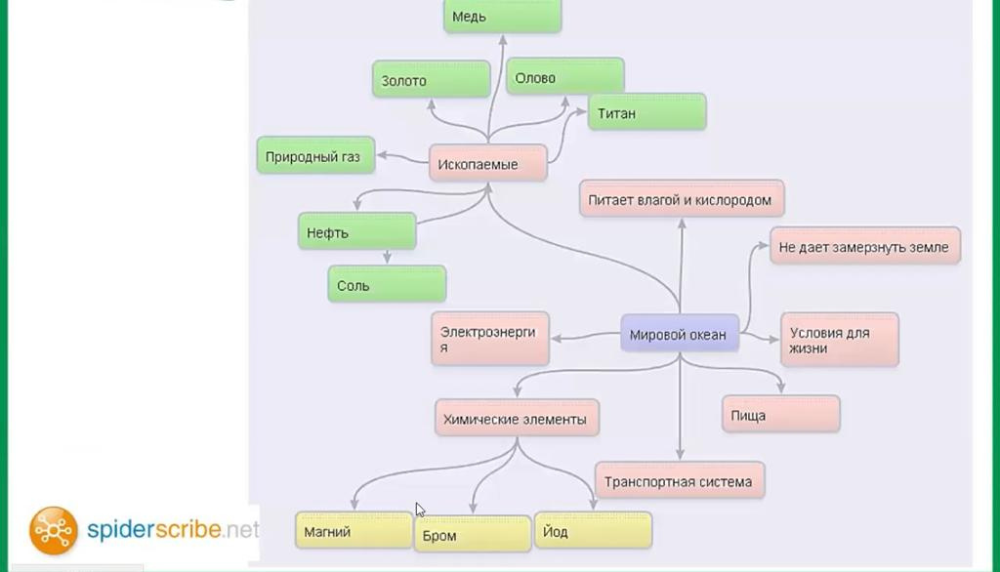 Медь
Золото
Олово
Титан
Природный газ
Ископаемые
Питает влагой и кислородом
Нефть
Не дает замерзнуть земле
Соль
Электроэнерги
я
Мировой океан
Условия для
жизни
Химические элементы
Пища
Транспортная система
Магний
Бром
Йод
spiderscribe.net